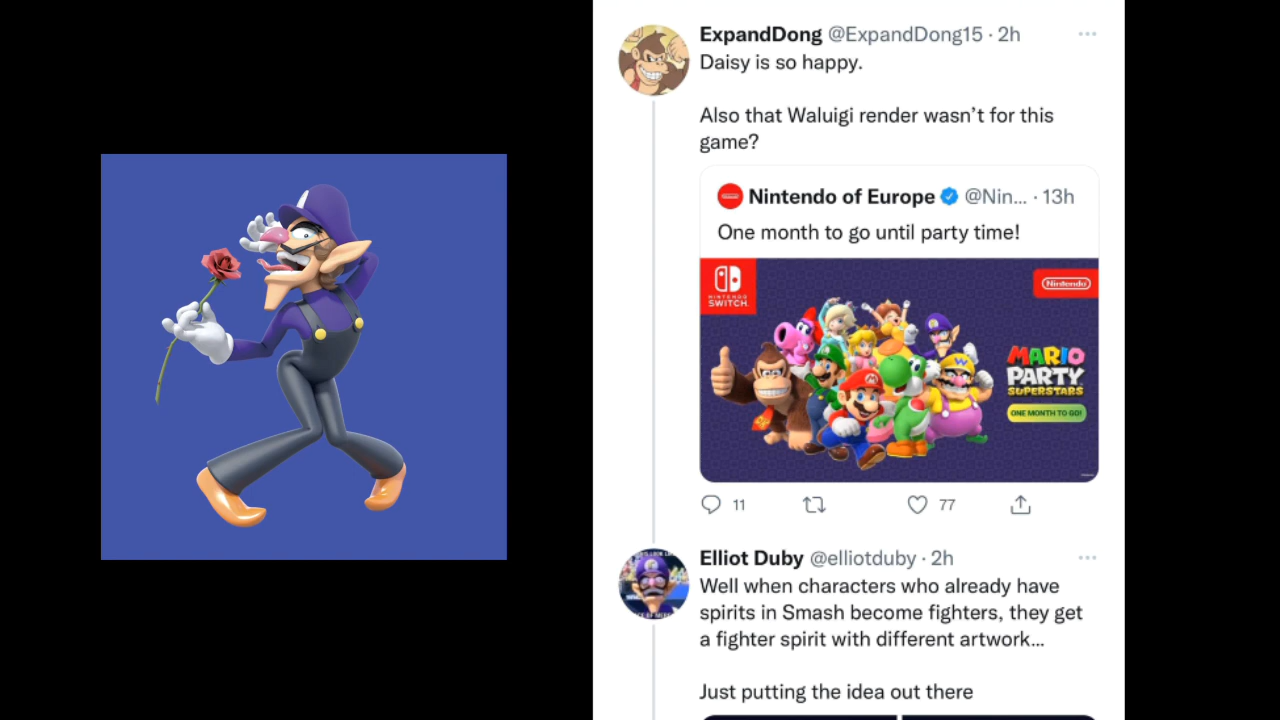 ExpandDong @ExpandDong15 · 2h
Daisy is so happy.
Also that Waluigi render wasn’t for this
game?
Nintendo of Europe @Nin... · 13h
One month to go until party time!
NINTENDO
SWITCH
Nintendo
MARIO
PARTY
SUPERSTARS
ONE MONTH TO GO!
11
77
Elliot Duby @elliotduby · 2h
Well when characters who already have
spirits in Smash become fighters, they get
a fighter spirit with different artwork...
Just putting the idea out there